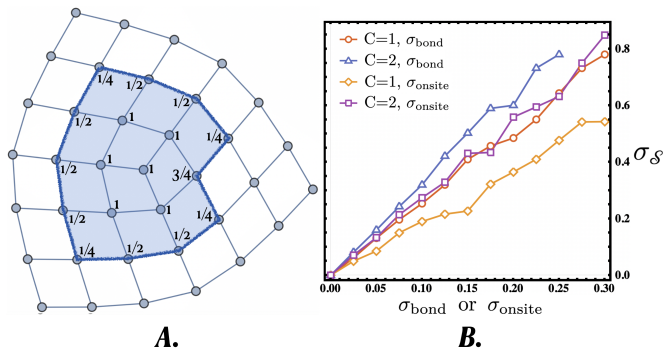 1/4
1/2
1/2
1/2
1
1
1/4
1/2
1
1
3/4
1/2
1
1
1/4
1/4
1/2
1/2
A.
C=1, σbond
C=2, σbond
C=1, σonsite
C=2, σonsite
0.8
0.6
σS
0.4
0.2
0.0
0.00 0.05 0.10 0.15 0.20 0.25 0.30
σbond or σonsite
B.